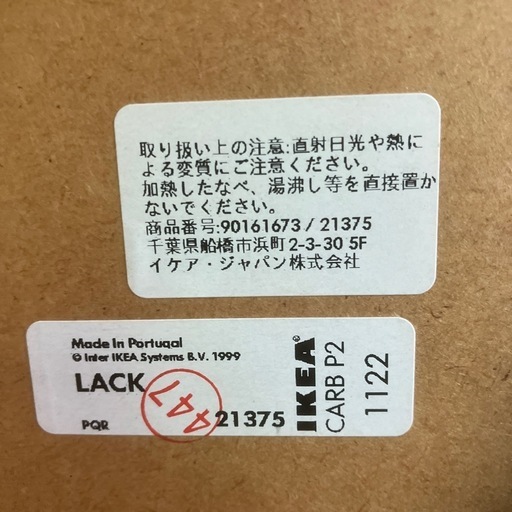 取り扱い上の注意:直射日光や熱に
よる変質にご注意ください。
加熱したなべ、湯沸し等を直接置か
ないでください。
商品番号:90161673 / 21375
千葉県船橋市浜町2-3-30 5F
イケア・ジャパン株式会社
Made in Portugal
© Inter IKEA Systems B.V. 1999
LACK
447
PQR
21375
IKEA
CARB P2
1122